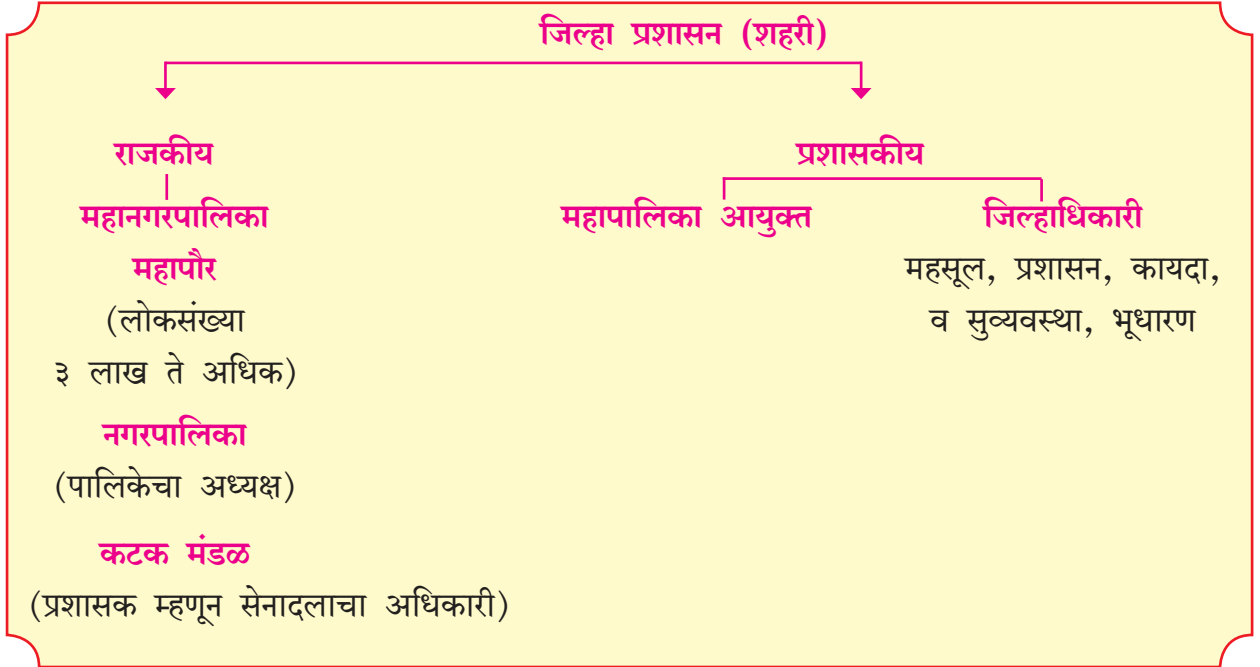 जिल्हा प्रशासन (शहरी)
राजकीय
महानगरपालिका
महापौर
(लोकसंख्या
३ लाख ते अधिक)
नगरपालिका
(पालिकेचा अध्यक्ष)
कटक मंडळ
(प्रशासक म्हणून सेनादलाचा अधिकारी)
प्रशासकीय
महापालिका आयुक्त
जिल्हाधिकारी
महसूल, प्रशासन, कायदा,
व सुव्यवस्था, भूधारण